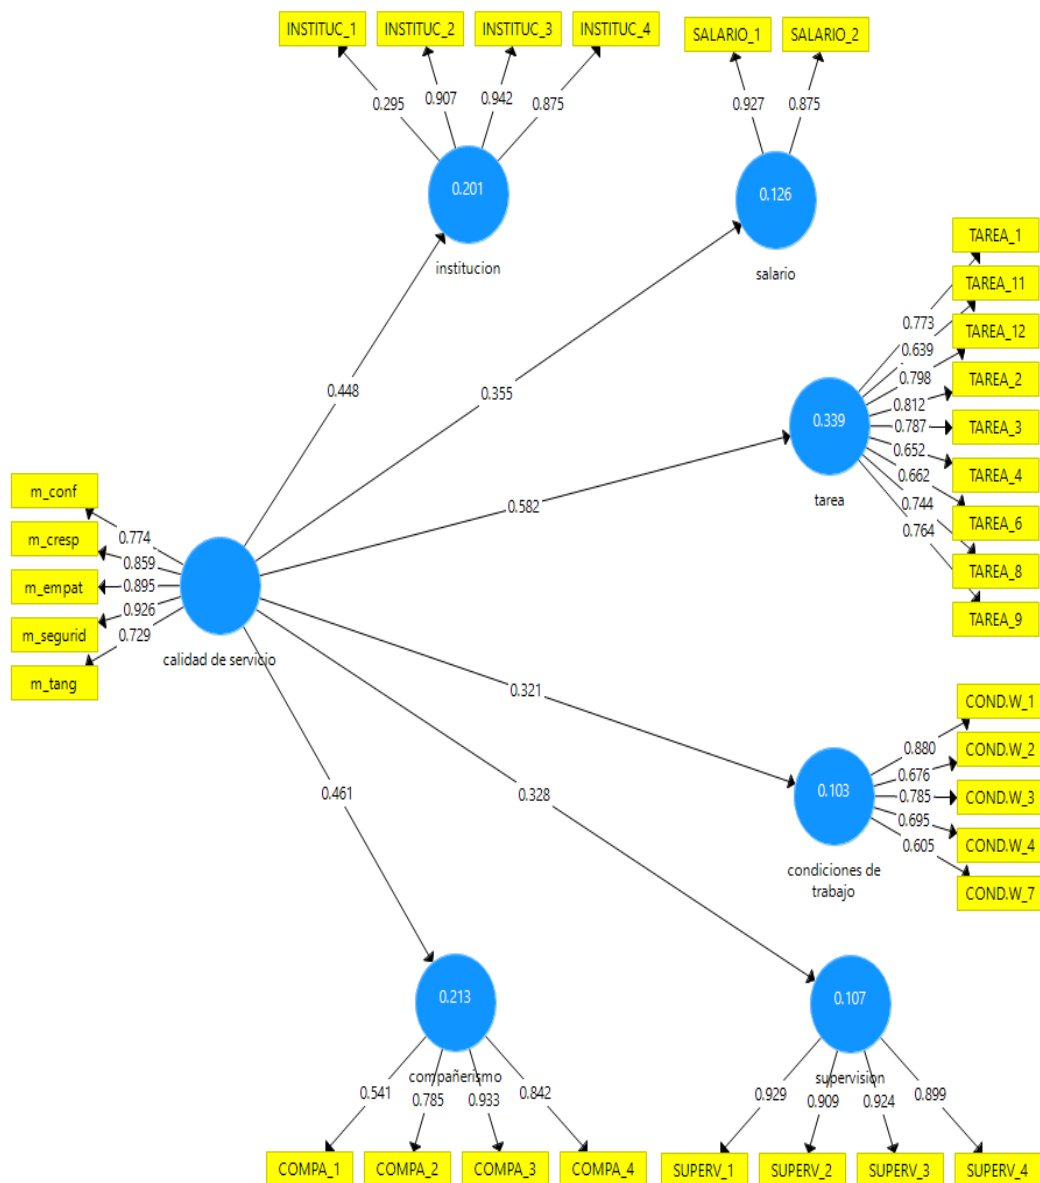 INSTITUC_1 INSTITUC_2 INSTITUC_3 INSTITUC_4
0.295 0.907 0.942 0.875
0.201
institucion
SALARIO_1 SALARIO_2
0.927 0.875
0.126
salario
TAREA_1
TAREA_11
TAREA_12
TAREA_2
TAREA_3
TAREA_4
TAREA_6
TAREA_8
TAREA_9
0.773
0.639
0.798
0.812
0.787
0.652
0.662
0.744
0.764
0.339
tarea
0.448
0.355
0.582
0.321
0.328
0.461
m_conf
m_cresp
m_empat
m_segurid
m_tang
0.774
0.859
0.895
0.926
0.729
calidad de servicio
COND.W_1
COND.W_2
COND.W_3
COND.W_4
COND.W_7
0.880
0.676
0.785
0.695
0.605
0.103
condiciones de
trabajo
0.213
compañerismo
0.541 0.785 0.933 0.842
COMPA_1 COMPA_2 COMPA_3 COMPA_4
0.107
supervision
0.929 0.909 0.924 0.899
SUPERV_1 SUPERV_2 SUPERV_3 SUPERV_4